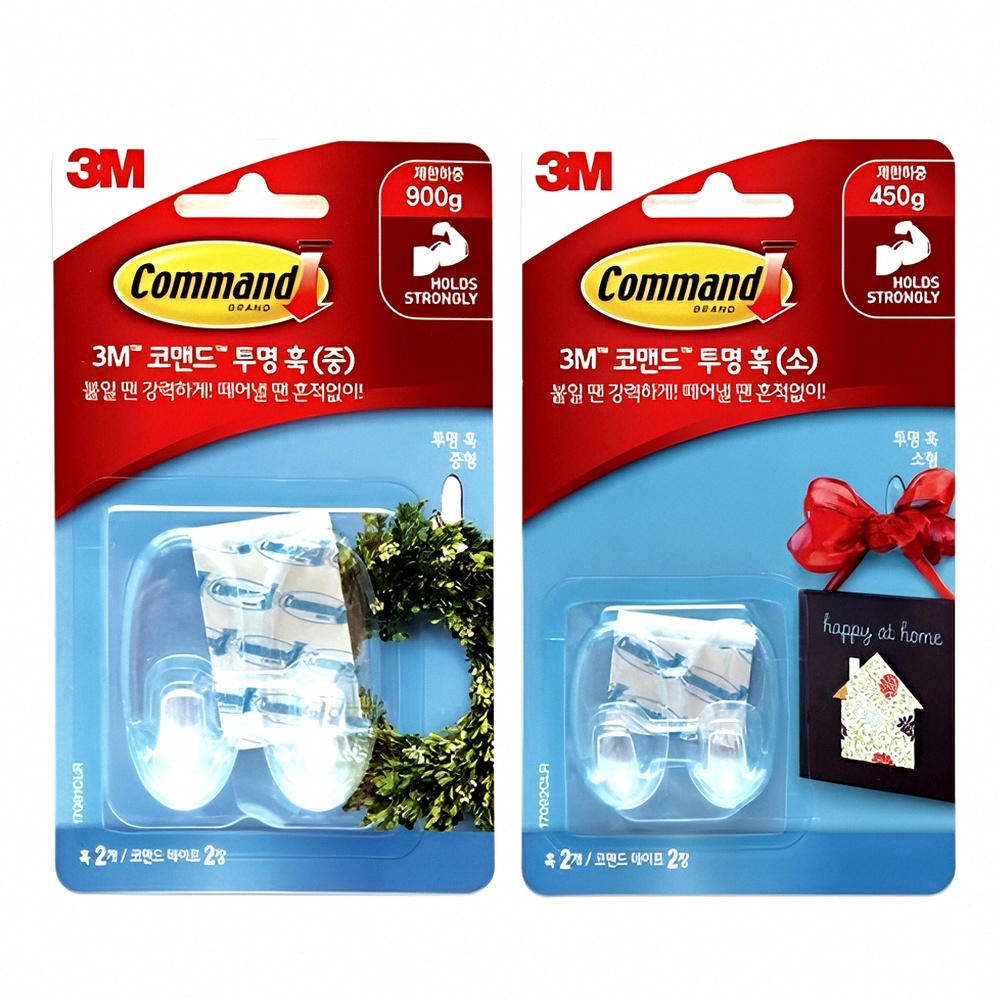 3M
제한하중
900g
HOLDS
STRONGLY
Command
BRAND
3M™ 코맨드™ 투명 훅 (중)
붙일 땐 강력하게! 떼어낼 땐 흔적없이!
투명 훅
중형
17091CLR
훅 2개 / 코맨드 테이프 2장
3M
제한하중
450g
HOLDS
STRONGLY
Command
BRAND
3M™ 코맨드™ 투명 훅 (소)
붙일 땐 강력하게! 떼어낼 땐 흔적없이!
투명 훅
소형
happy at home
17092CLR
훅 2개 / 코맨드 테이프 2장